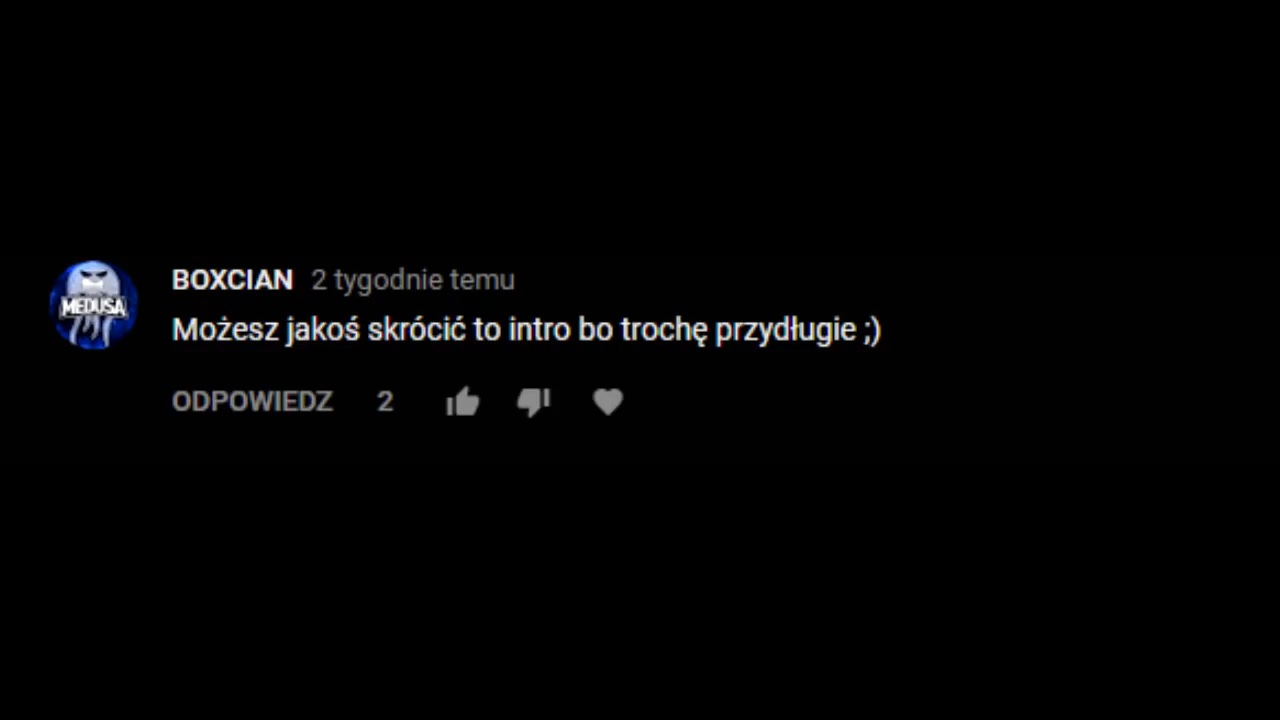 MEDUSA
BOXCIAN 2 tygodnie temu
Możesz jakoś skrócić to intro bo trochę przydługie ;)
ODPOWIEDZ 2